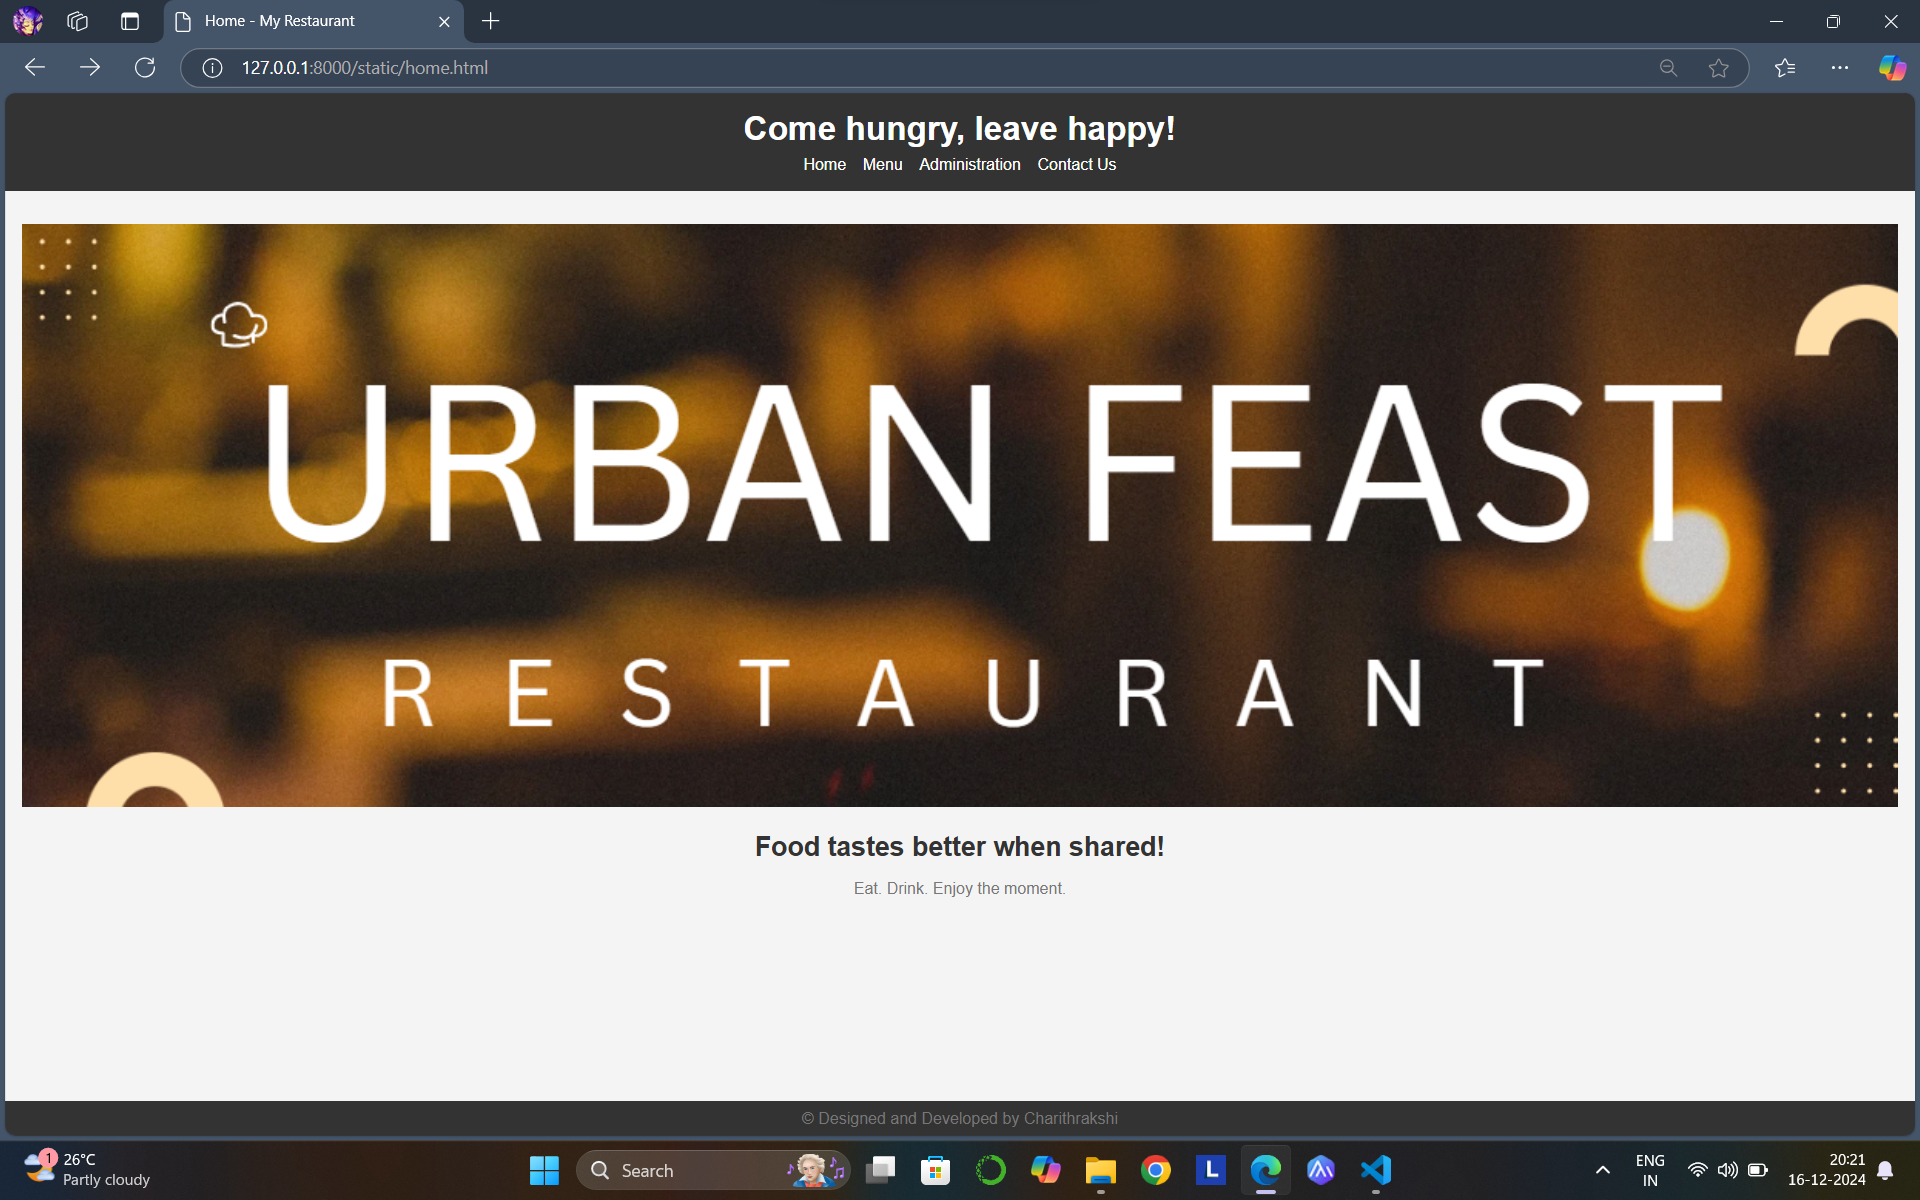 Home - My Restaurant
127.0.0.1:8000/static/home.html
Come hungry, leave happy!
Home Menu Administration Contact Us
URBAN FEAST
RESTAURANT
Food tastes better when shared!
Eat. Drink. Enjoy the moment.
© Designed and Developed by Charithrakshi
1
26°C
Partly cloudy
Search
L
ENG
IN
20:21
16-12-2024